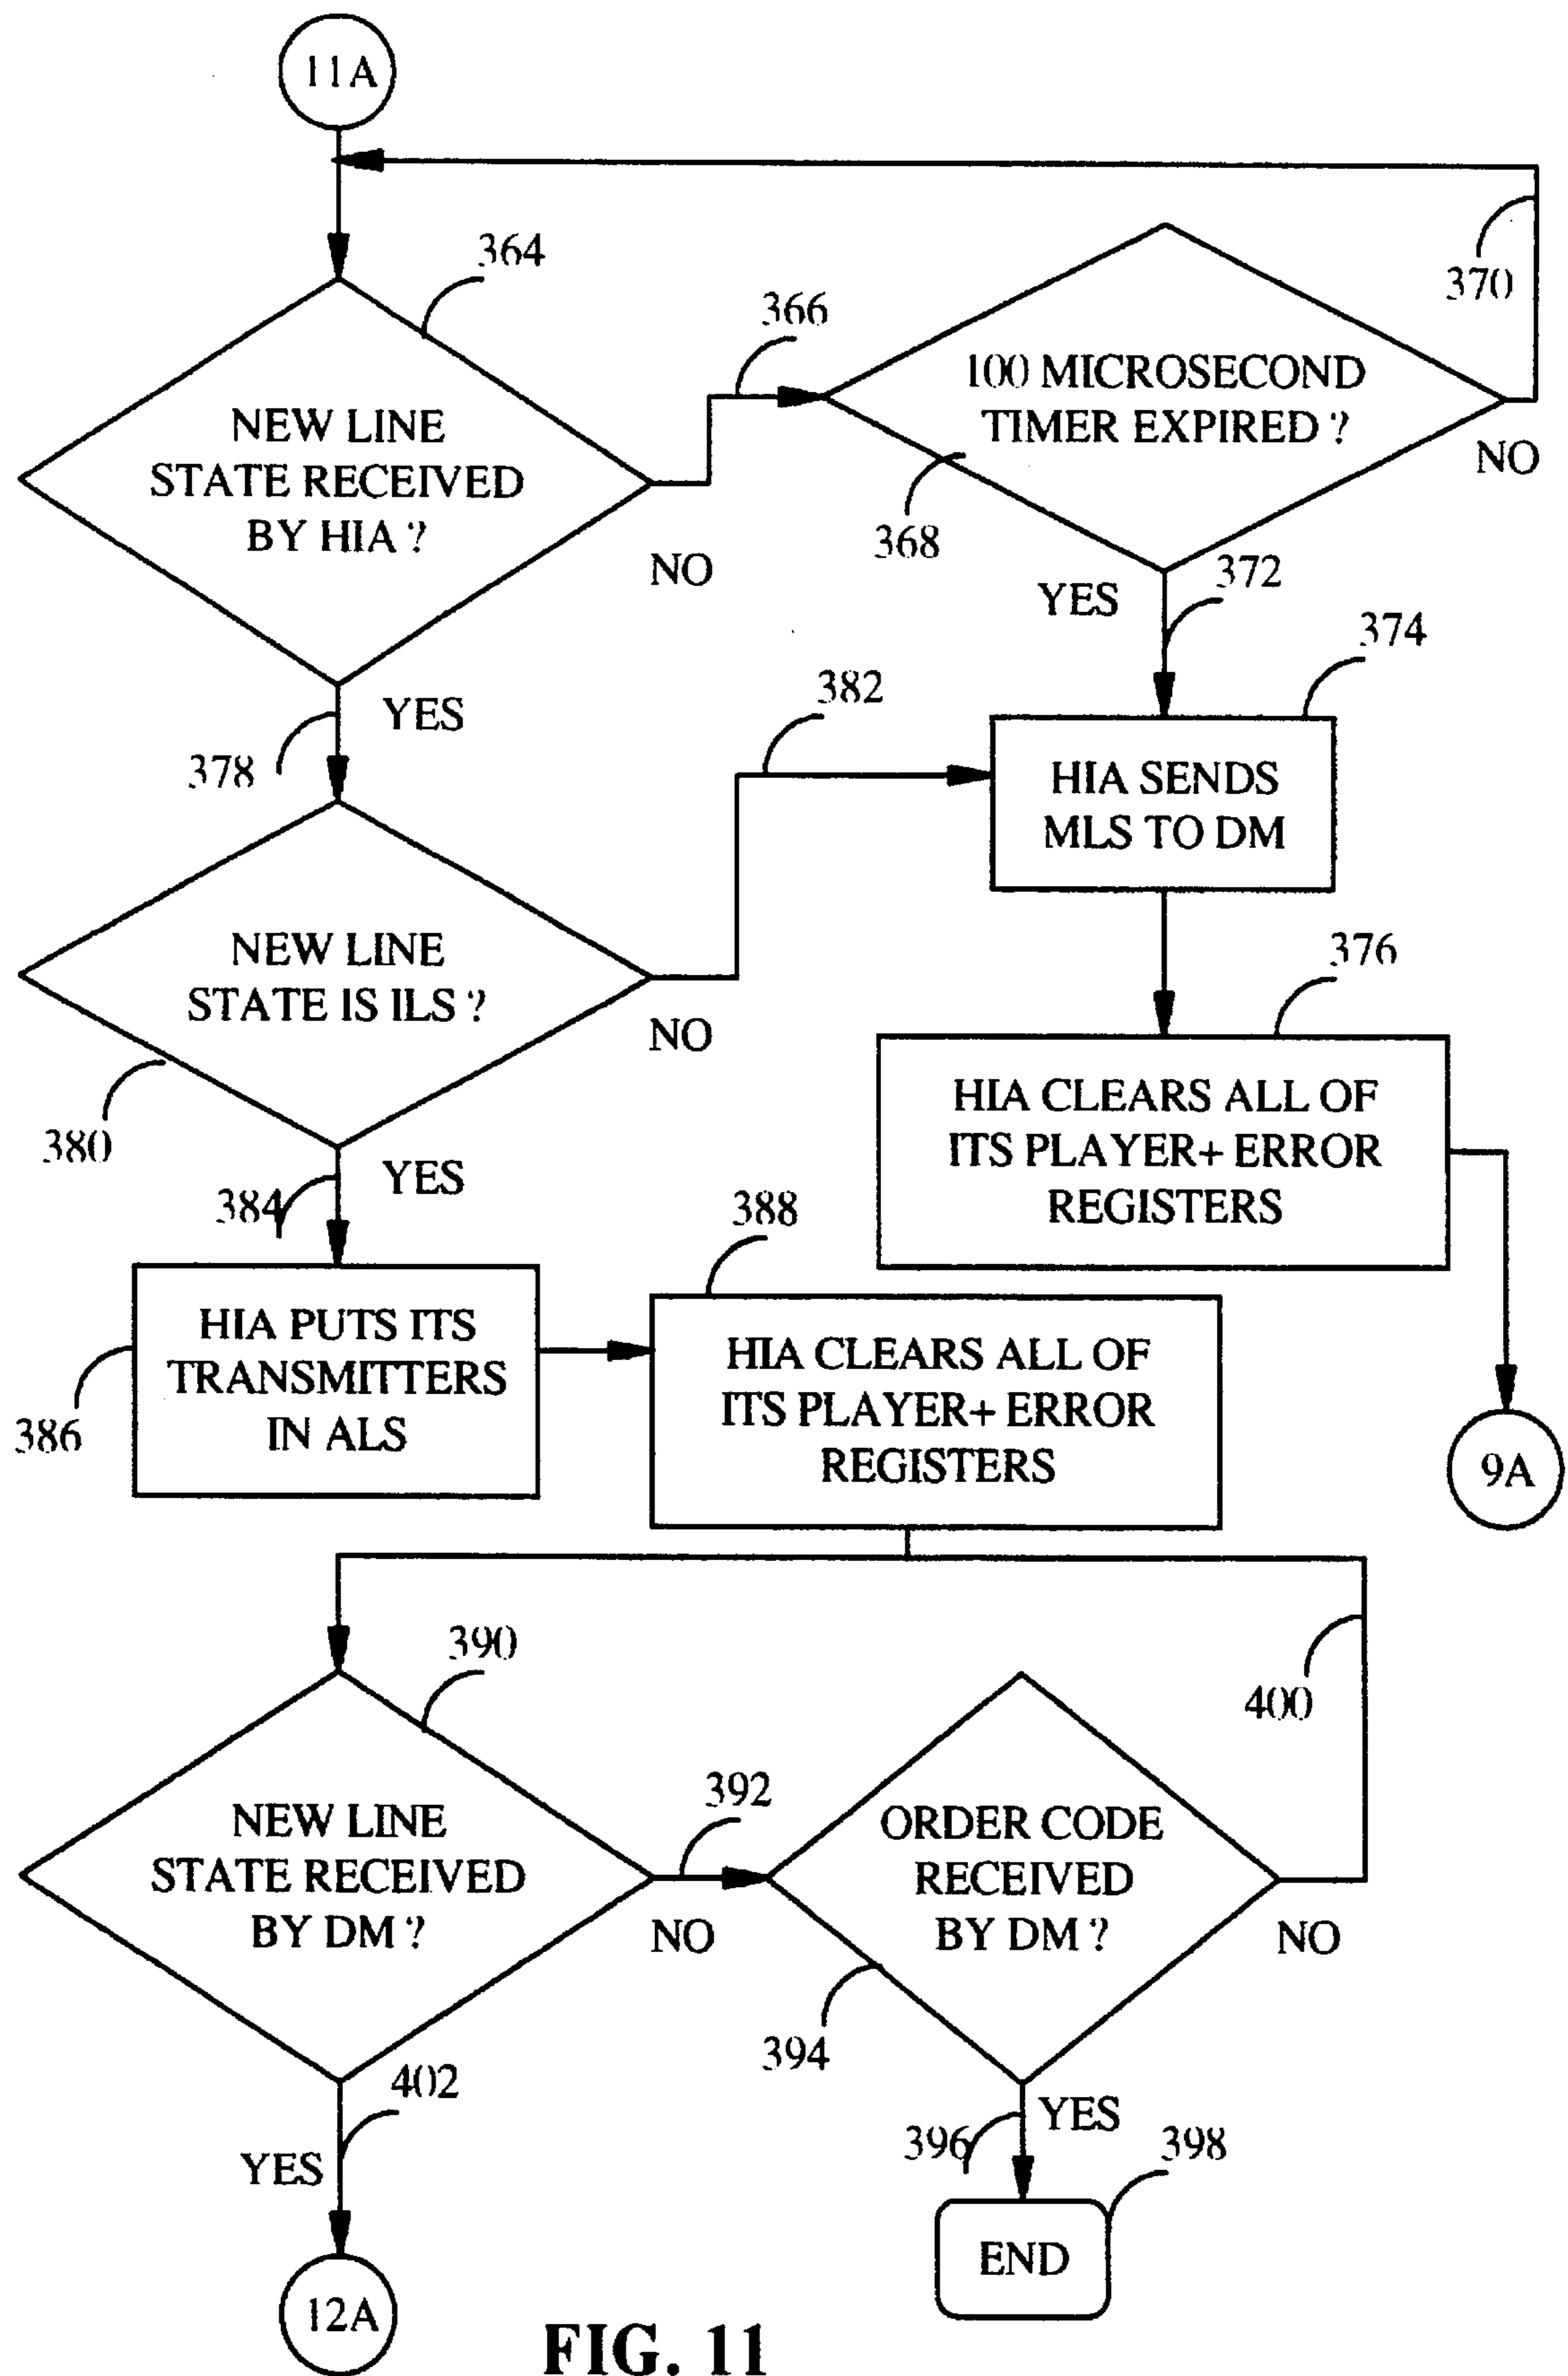 11A
364
366
370
NEW LINE
STATE RECEIVED
BY HIA ?
NO
100 MICROSECOND
TIMER EXPIRED ?
NO
368
YES
372
374
YES
378
382
HIA SENDS
MLS TO DM
376
NEW LINE
STATE IS ILS ?
NO
380
HIA CLEARS ALL OF
ITS PLAYER+ ERROR
REGISTERS
YES
384
388
HIA PUTS ITS
TRANSMITTERS
IN ALS
386
HIA CLEARS ALL OF
ITS PLAYER+ ERROR
REGISTERS
9A
390
400
NEW LINE
STATE RECEIVED
BY DM ?
392
NO
ORDER CODE
RECEIVED
BY DM ?
NO
394
402
YES
396
YES
398
END
12A
FIG. 11